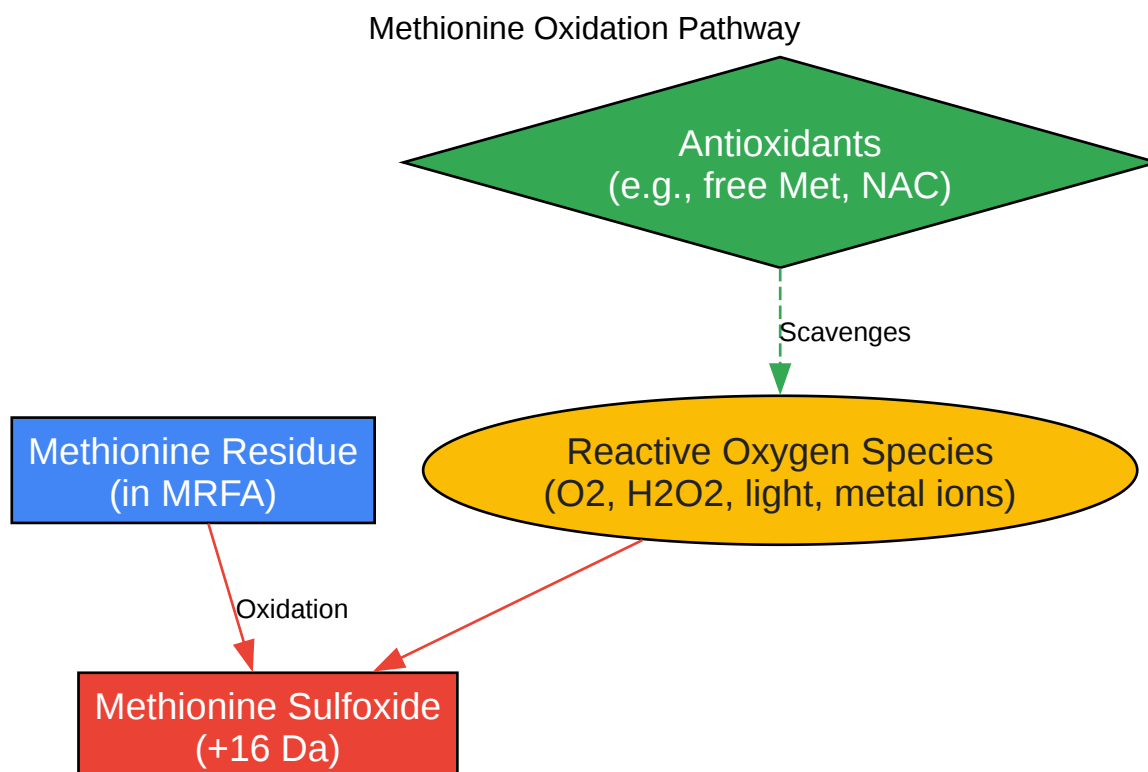 Methionine Oxidation Pathway
Antioxidants
(e.g., free Met, NAC)
Scavenges
Methionine Residue
(in MRFA)
Reactive Oxygen Species
(O2, H2O2, light, metal ions)
Oxidation
Methionine Sulfoxide
(+16 Da)